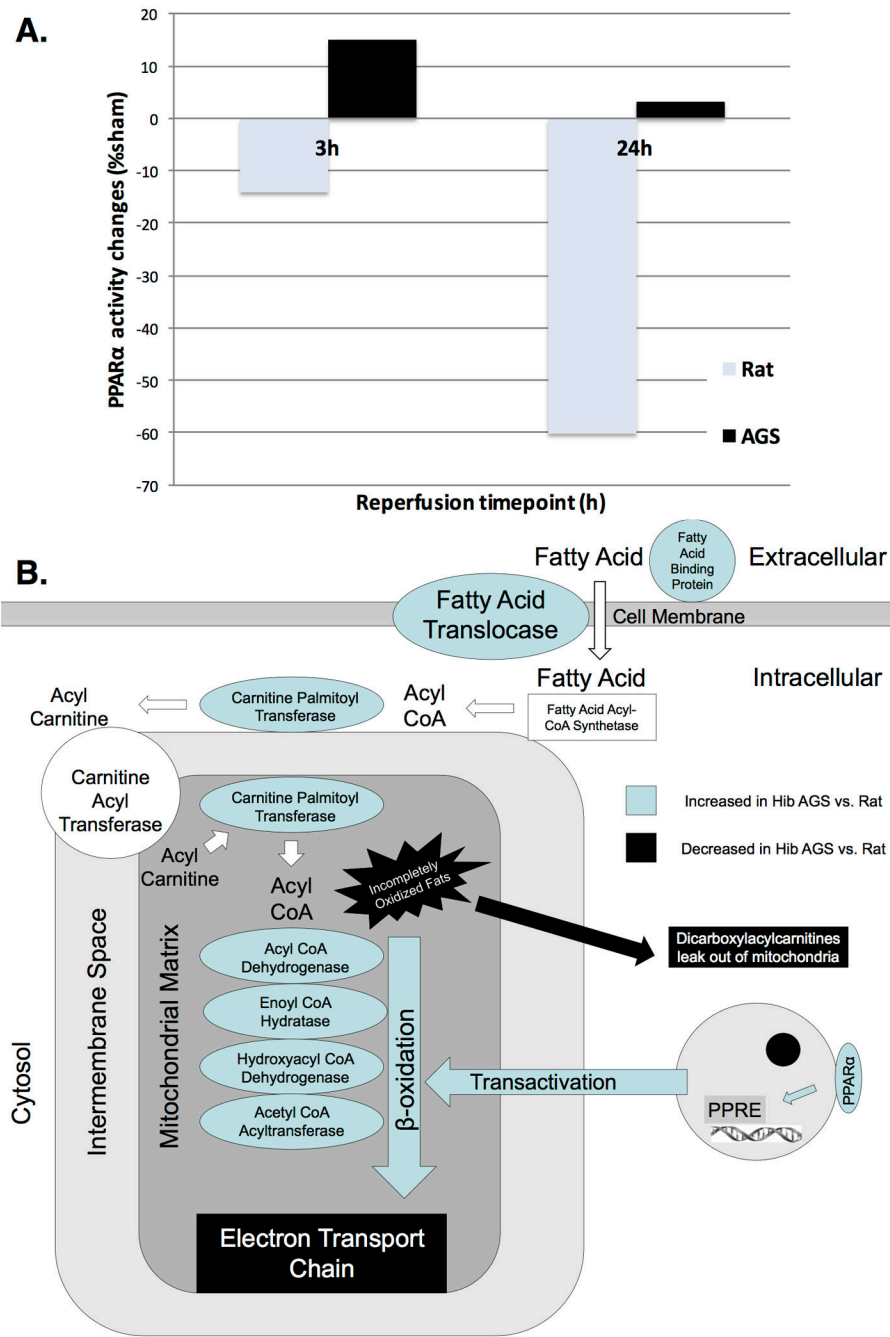 A.
20
10
0
-10
-20
-30
-40
-50
-60
-70
PPARα activity changes (%sham)
3h
24h
Rat
AGS
Reperfusion timepoint (h)
B.
Fatty Acid
Fatty
Acid
Binding
Protein
Extracellular
Fatty Acid
Translocase
Cell Membrane
Fatty Acid
Intracellular
Fatty Acid Acyl-
CoA Synthetase
Acyl
CoA
Carnitine Palmitoyl
Transferase
Acyl
Carnitine
Carnitine
Acyl
Transferase
Carnitine Palmitoyl
Transferase
Acyl
Carnitine
Acyl
CoA
Incompletely
Oxidized Fats
Increased in Hib AGS vs. Rat
Decreased in Hib AGS vs. Rat
Dicarboxylacylcarnitines
leak out of mitochondria
Acyl CoA
Dehydrogenase
Enoyl CoA
Hydratase
Hydroxyacyl CoA
Dehydrogenase
Acetyl CoA
Acyltransferase
β-oxidation
Transactivation
PPARα
PPRE
Cytosol
Intermembrane Space
Mitochondrial Matrix
Electron Transport
Chain